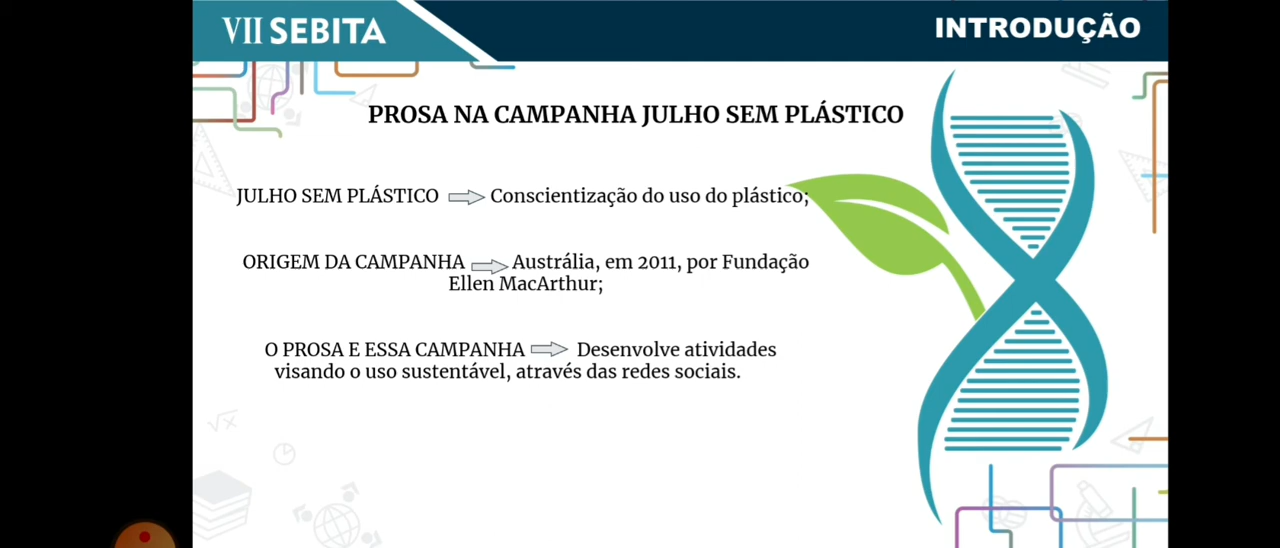 VII SEBITA
INTRODUÇÃO
PROSA NA CAMPANHA JULHO SEM PLÁSTICO
JULHO SEM PLÁSTICO Conscientização do uso do plástico;
ORIGEM DA CAMPANHA Austrália, em 2011, por Fundação
Ellen MacArthur;
O PROSA E ESSA CAMPANHA Desenvolve atividades
visando o uso sustentável, através das redes sociais.